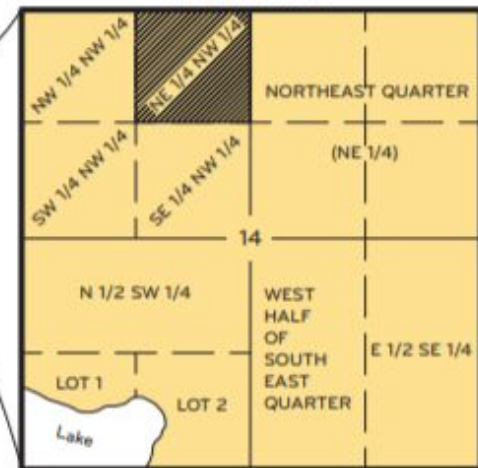 NW 1/4 NW 1/4
NE 1/4 NW 1/4
NORTHEAST QUARTER
(NE 1/4)
SW 1/4 NW 1/4
SE 1/4 NW 1/4
14
N 1/2 SW 1/4
WEST
HALF
OF
SOUTH
EAST
QUARTER
E 1/2 SE 1/4
LOT 1
LOT 2
Lake